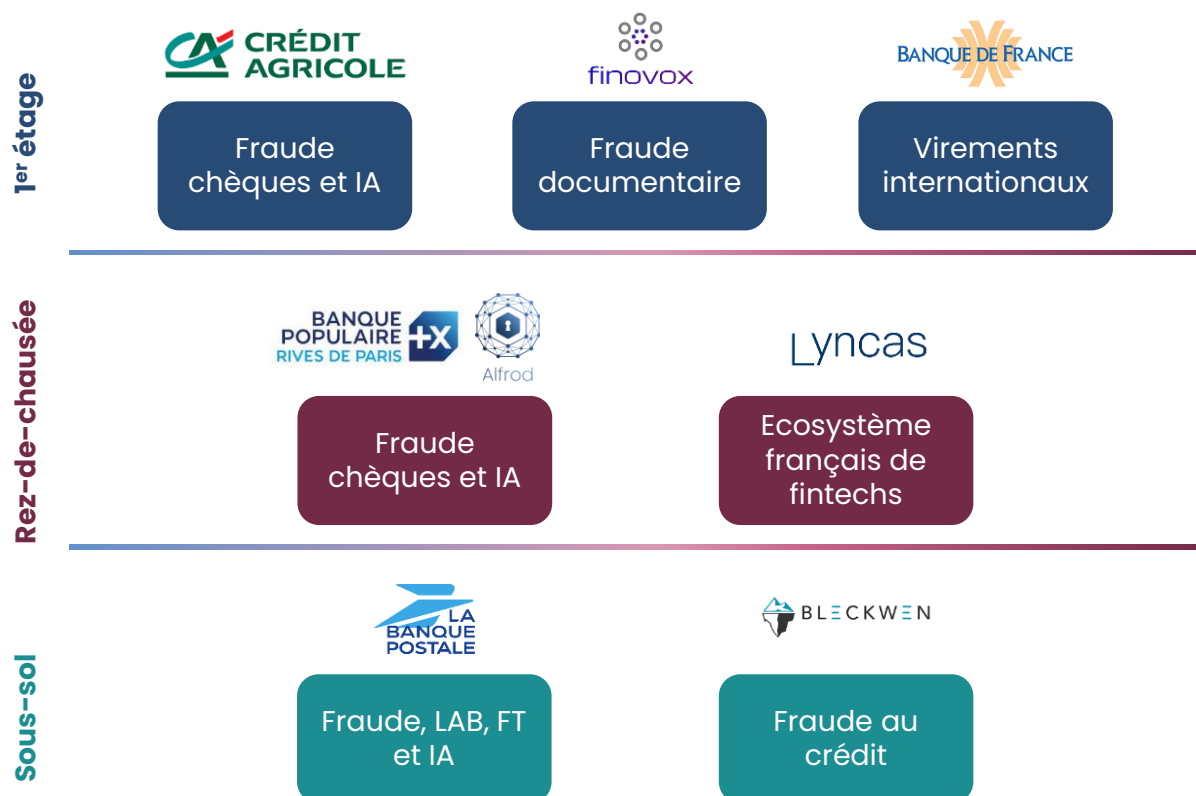 1er étage
CRÉDIT
AGRICOLE
finovox
BANQUE DE FRANCE
Fraude
chèques et IA
Fraude
documentaire
Virements
internationaux
Rez-de-chausée
BANQUE
POPULAIRE
RIVES DE PARIS
+X
Alfrod
Lyncas
Fraude
chèques et IA
Ecosystème
français de
fintechs
Sous-sol
LA
BANQUE
POSTALE
BLECKWEN
Fraude, LAB, FT
et IA
Fraude au
crédit